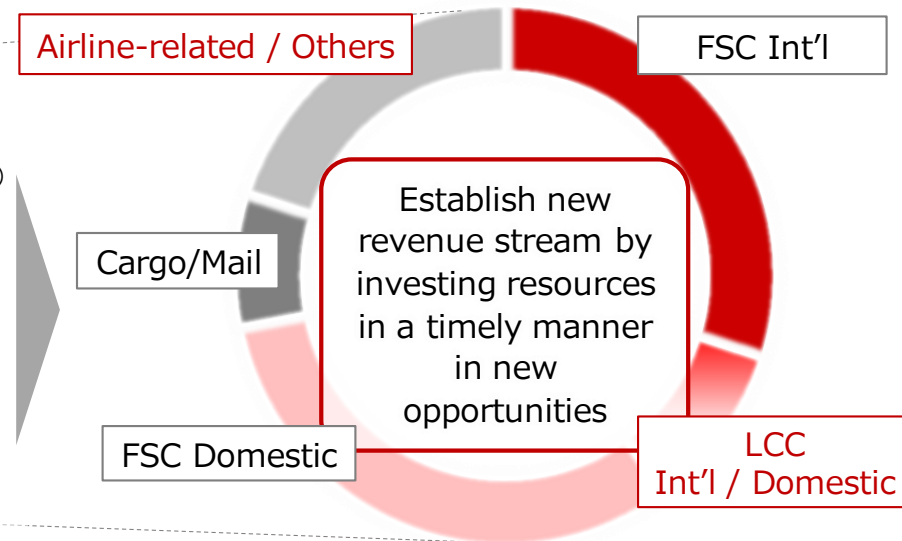 Airline-related / Others
FSC Int’l
)
Cargo/Mail
Establish new
revenue stream by
investing resources
in a timely manner
in new
opportunities
FSC Domestic
LCC
Int’l / Domestic